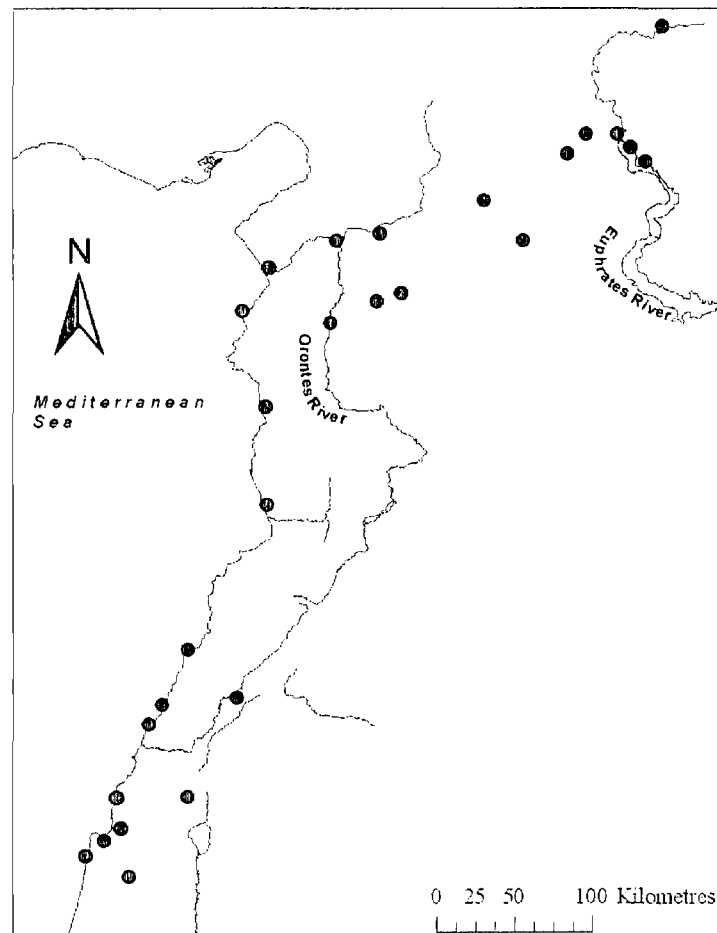 N
Euphrates River
Orontes River
Mediterranean
Sea
0 25 50 100 Kilometres